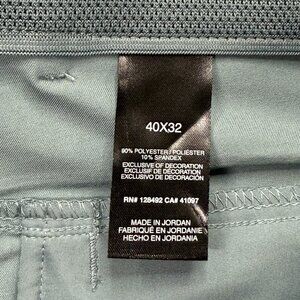 40X32
90% POLYESTER / POLIÉSTER
10% SPANDEX
EXCLUSIVE OF DECORATION
EXCLUSIF DE DÉCORATION
EXCLUSIVO DE DECORACIÓN
RN# 128492 CA# 41097
MADE IN JORDAN
FABRIQUÉ EN JORDANIE
HECHO EN JORDANIA